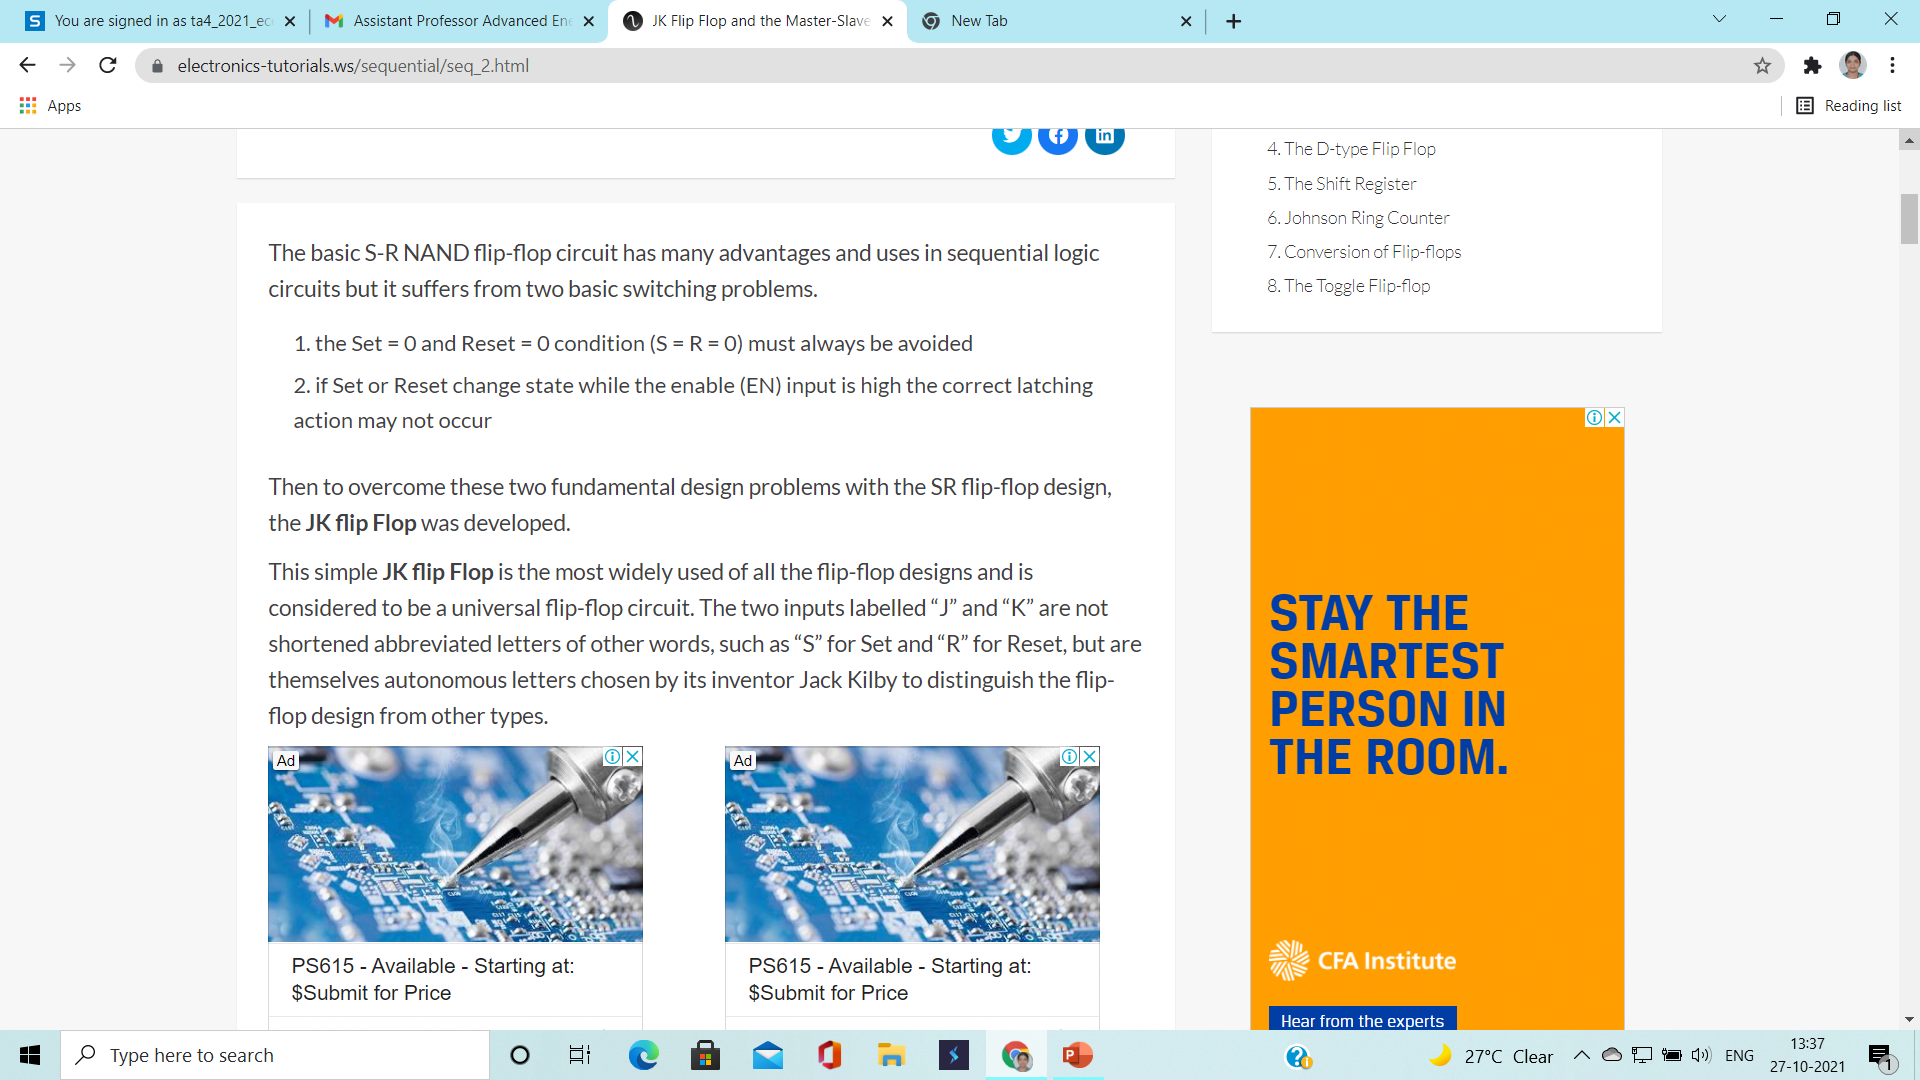 You are signed in as ta4_2021_ec
Assistant Professor Advanced En
JK Flip Flop and the Master-Slave
New Tab
electronics-tutorials.ws/sequential/seq_2.html
Apps
Reading list
4. The D-type Flip Flop
5. The Shift Register
6. Johnson Ring Counter
7. Conversion of Flip-flops
8. The Toggle Flip-flop
The basic S-R NAND flip-flop circuit has many advantages and uses in sequential logic
circuits but it suffers from two basic switching problems.
1. the Set = 0 and Reset = 0 condition (S = R = 0) must always be avoided
2. if Set or Reset change state while the enable (EN) input is high the correct latching
action may not occur
Then to overcome these two fundamental design problems with the SR flip-flop design,
the JK flip Flop was developed.
This simple JK flip Flop is the most widely used of all the flip-flop designs and is
considered to be a universal flip-flop circuit. The two inputs labelled “J” and “K” are not
shortened abbreviated letters of other words, such as “S” for Set and “R” for Reset, but are
themselves autonomous letters chosen by its inventor Jack Kilby to distinguish the flip-
flop design from other types.
Ad
PS615 - Available - Starting at:
$Submit for Price
Ad
PS615 - Available - Starting at:
$Submit for Price
STAY THE
SMARTEST
PERSON IN
THE ROOM.
CFA Institute
Hear from the experts
Type here to search
27°C Clear
ENG
13:37
27-10-2021
1